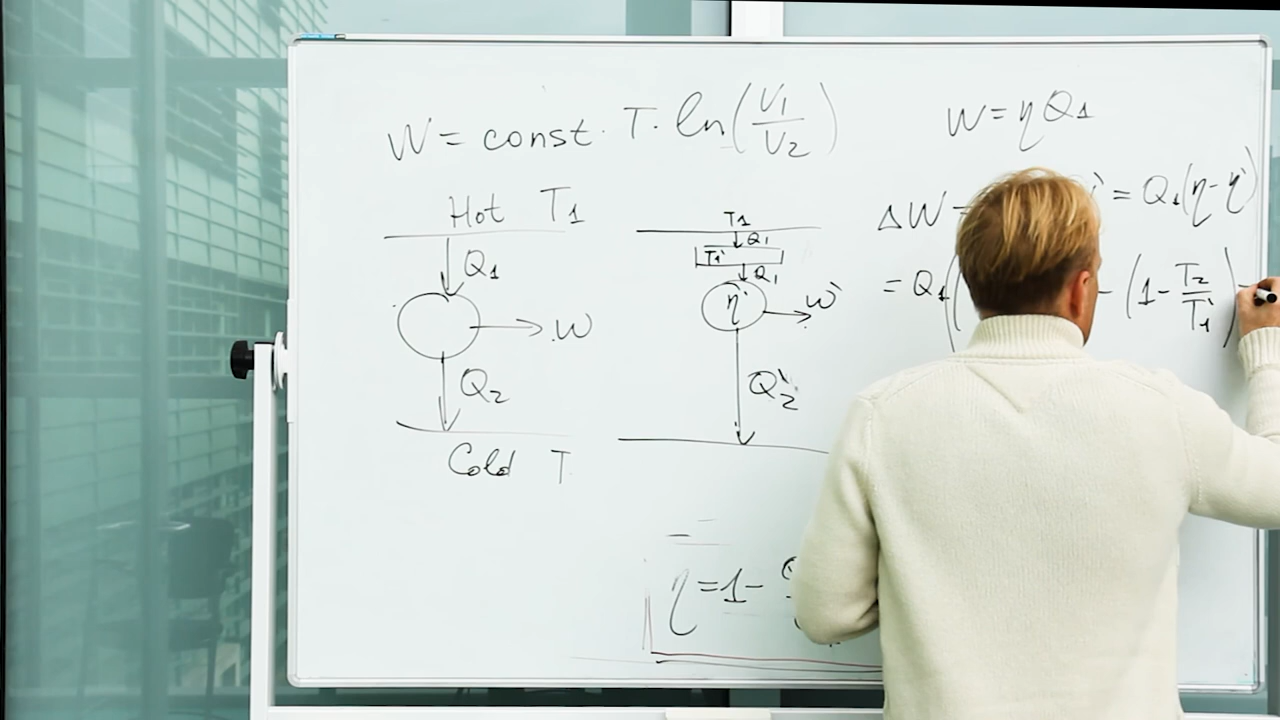 W = const. T. ln(V1/V2)
Hot T1
Q1
W
Q2
Cold T
T1
Q1
T1'
Q1
η'
W'
Q2'
η = 1 -
W = ηQ1
ΔW = Q1(η - η')
= Q1( - (1 - T2/T1')